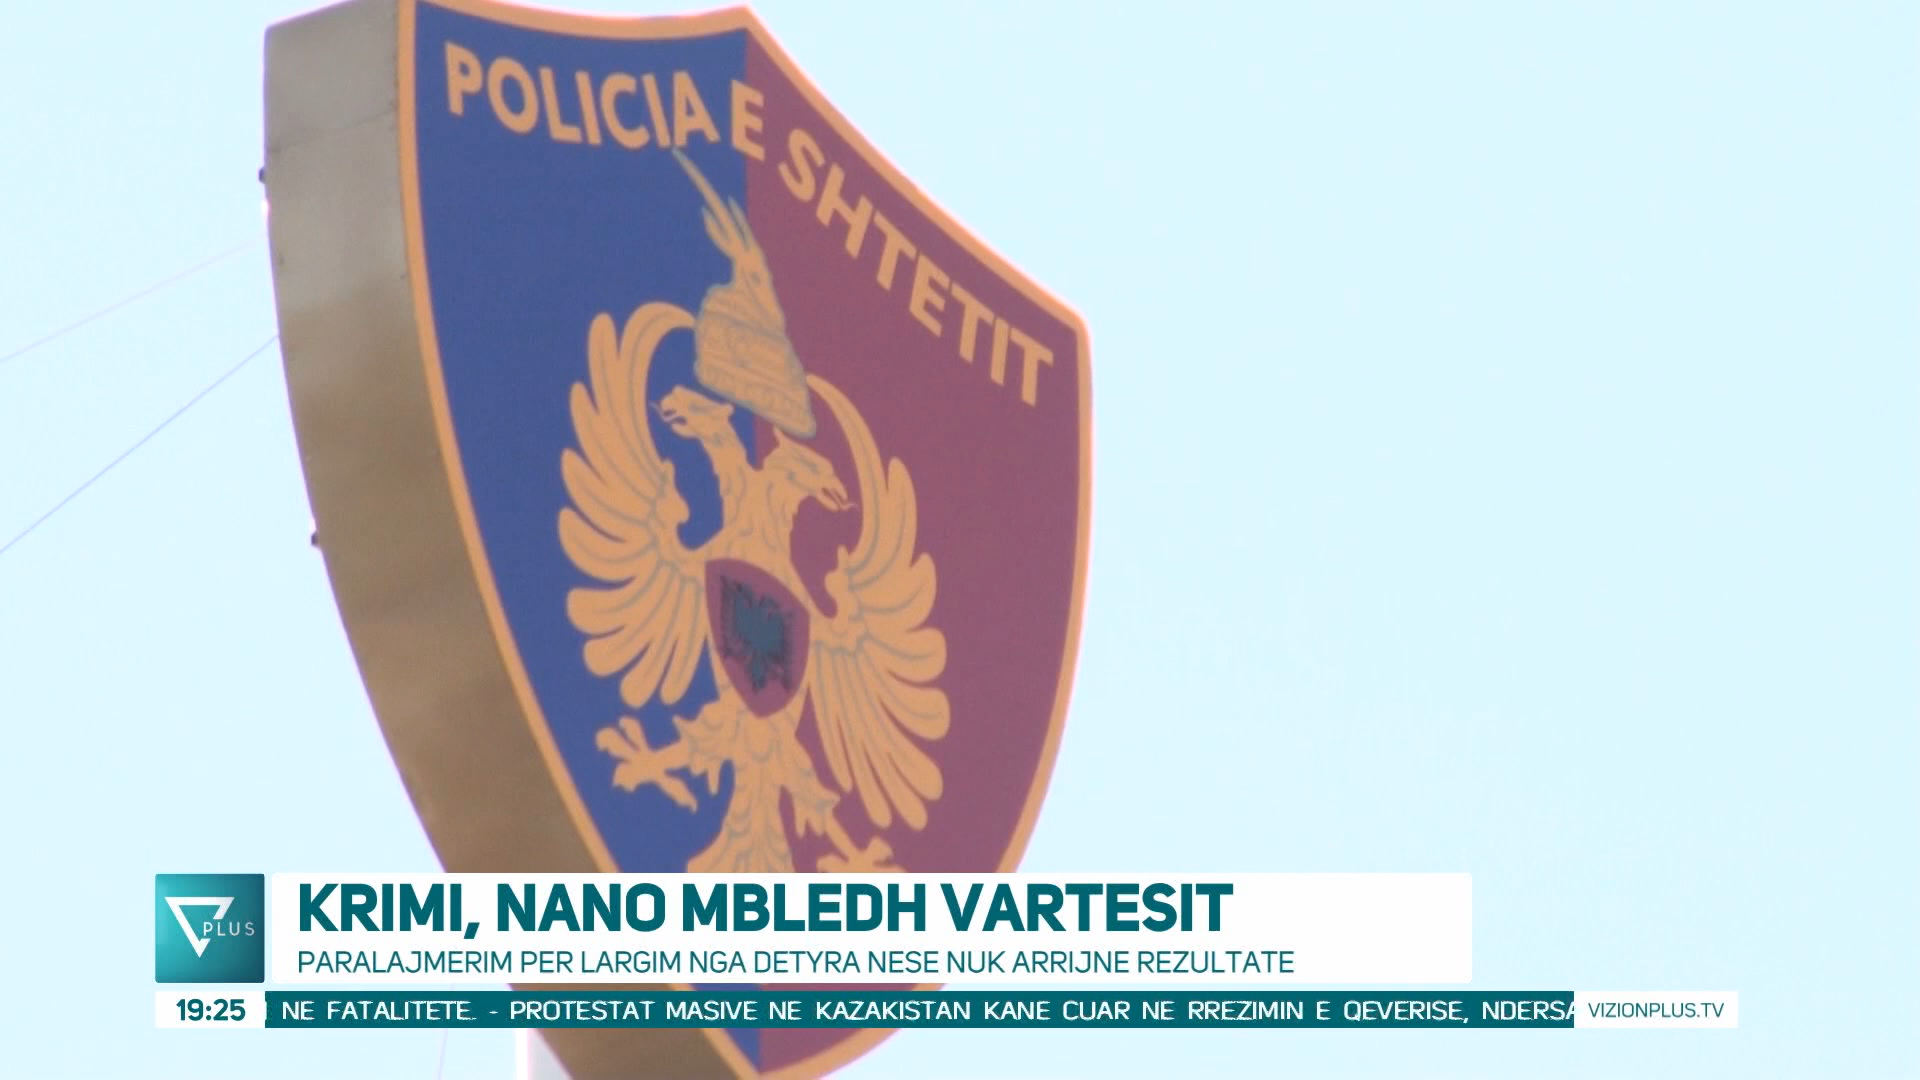 POLICIA E SHTETIT
PLUS
KRIMI, NANO MBLEDH VARTESIT
PARALAJMERIM PER LARGIM NGA DETYRA NESE NUK ARRIJNE REZULTATE
19:25
NE FATALITETE. - PROTESTAT MASIVE NE KAZAKISTAN KANE CUAR NE RREZIMIN E QEVERISE, NDERSA
VIZIONPLUS.TV